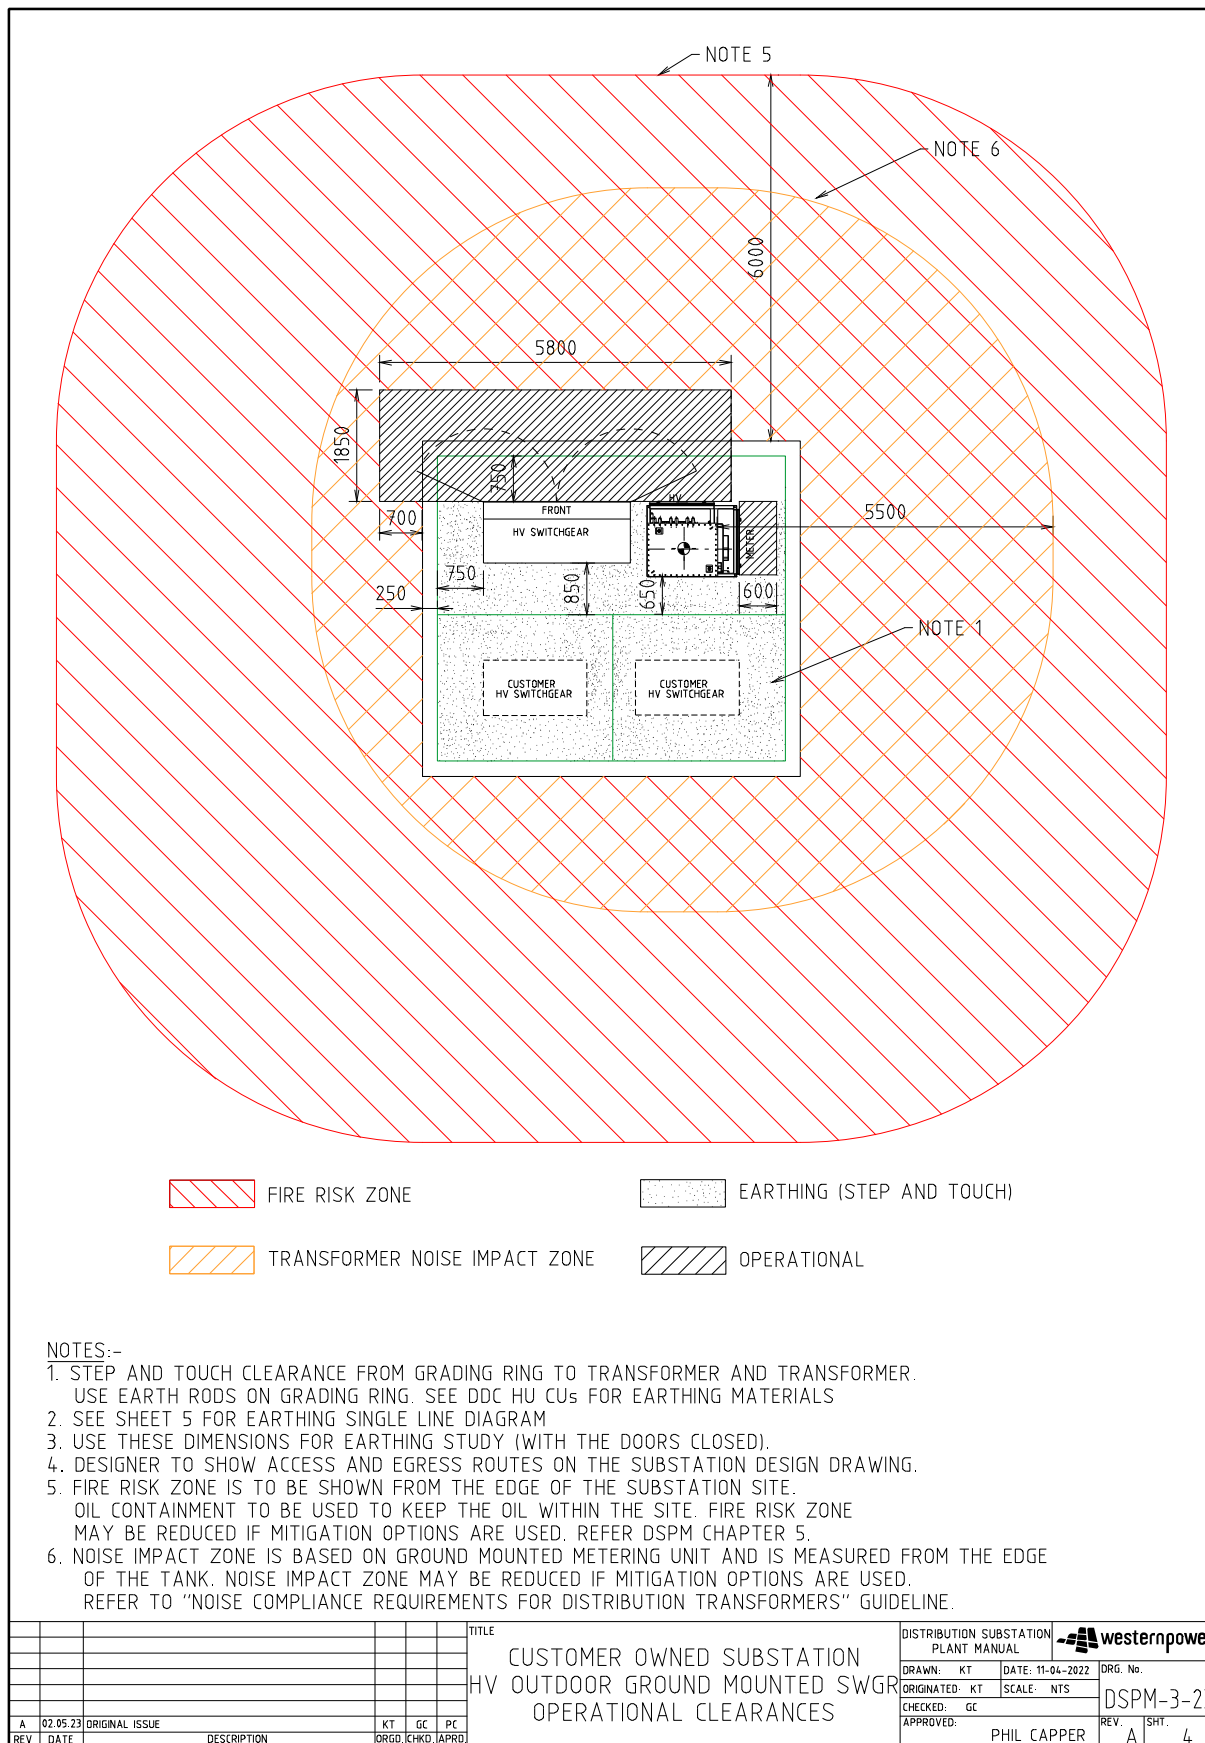 NOTE 5
NOTE 6
6000
5800
1850
750
FRONT
HV SWITCHGEAR
HV
METER
5500
700
750
250
850
650
600
NOTE 1
CUSTOMER
HV SWITCHGEAR
CUSTOMER
HV SWITCHGEAR
FIRE RISK ZONE
EARTHING (STEP AND TOUCH)
TRANSFORMER NOISE IMPACT ZONE
OPERATIONAL
NOTES:-
1. STEP AND TOUCH CLEARANCE FROM GRADING RING TO TRANSFORMER AND TRANSFORMER.
USE EARTH RODS ON GRADING RING. SEE DDC HU CUs FOR EARTHING MATERIALS
2. SEE SHEET 5 FOR EARTHING SINGLE LINE DIAGRAM
3. USE THESE DIMENSIONS FOR EARTHING STUDY (WITH THE DOORS CLOSED).
4. DESIGNER TO SHOW ACCESS AND EGRESS ROUTES ON THE SUBSTATION DESIGN DRAWING.
5. FIRE RISK ZONE IS TO BE SHOWN FROM THE EDGE OF THE SUBSTATION SITE.
OIL CONTAINMENT TO BE USED TO KEEP THE OIL WITHIN THE SITE. FIRE RISK ZONE
MAY BE REDUCED IF MITIGATION OPTIONS ARE USED. REFER DSPM CHAPTER 5.
6. NOISE IMPACT ZONE IS BASED ON GROUND MOUNTED METERING UNIT AND IS MEASURED FROM THE EDGE
OF THE TANK. NOISE IMPACT ZONE MAY BE REDUCED IF MITIGATION OPTIONS ARE USED.
REFER TO "NOISE COMPLIANCE REQUIREMENTS FOR DISTRIBUTION TRANSFORMERS" GUIDELINE.
A 02.05.23 ORIGINAL ISSUE KT GC PC
REV DATE DESCRIPTION ORGD. CHKD. APRD.
TITLE
CUSTOMER OWNED SUBSTATION
HV OUTDOOR GROUND MOUNTED SWGR
OPERATIONAL CLEARANCES
DISTRIBUTION SUBSTATION
PLANT MANUAL
westernpowe
DRAWN: KT DATE: 11-04-2022 DRG. No.
ORIGINATED: KT SCALE: NTS
CHECKED: GC
DSPM-3-2
APPROVED: PHIL CAPPER
REV. A SHT. 4